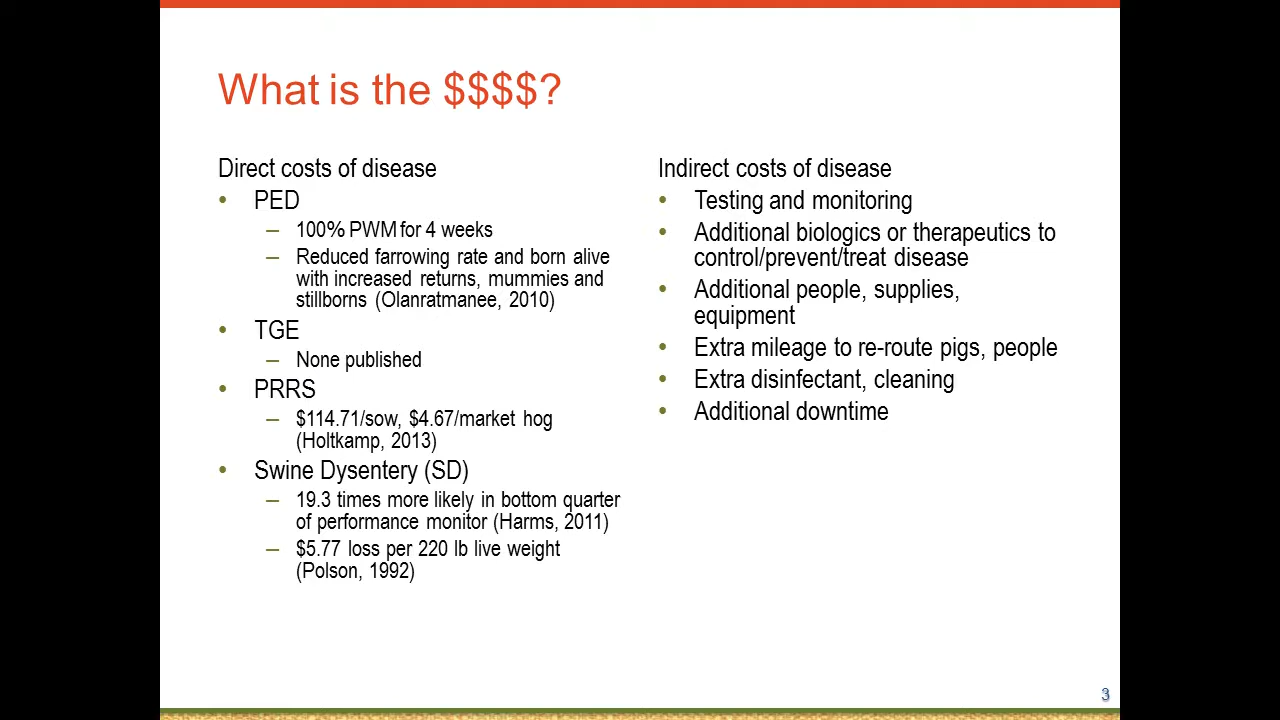 What is the $$$$?
Direct costs of disease
• PED
– 100% PWM for 4 weeks
– Reduced farrowing rate and born alive
with increased returns, mummies and
stillborns (Olanratmanee, 2010)
• TGE
– None published
• PRRS
– $114.71/sow, $4.67/market hog
(Holtkamp, 2013)
• Swine Dysentery (SD)
– 19.3 times more likely in bottom quarter
of performance monitor (Harms, 2011)
– $5.77 loss per 220 lb live weight
(Polson, 1992)
Indirect costs of disease
• Testing and monitoring
• Additional biologics or therapeutics to
control/prevent/treat disease
• Additional people, supplies,
equipment
• Extra mileage to re-route pigs, people
• Extra disinfectant, cleaning
• Additional downtime
3